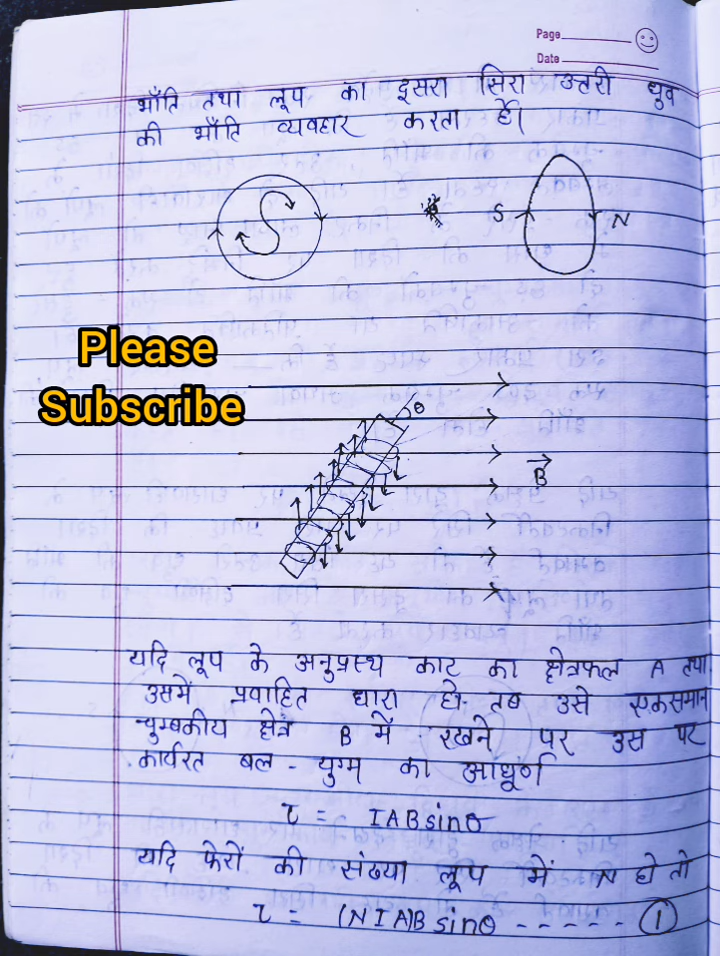 Page
Date
भाँति तथा लूप का दुसरा सिरा उत्तरी ध्रुव
की भाँति व्यवहार करता है।
S
S N
Please
Subscribe
θ
B
यदि लूप के अनुप्रस्थ काट का क्षेत्रफल A तथा
उसमें प्रवाहित धारा हो तब उसे एकसमान
चुम्बकीय क्षेत्र B में रखने पर उस पर
कार्यरत बल - युग्म का आघूर्ण
τ = IABsinθ
यदि फेरों की संख्या लूप में N हो तो
τ = (NIA)B sinθ - - - - - ①